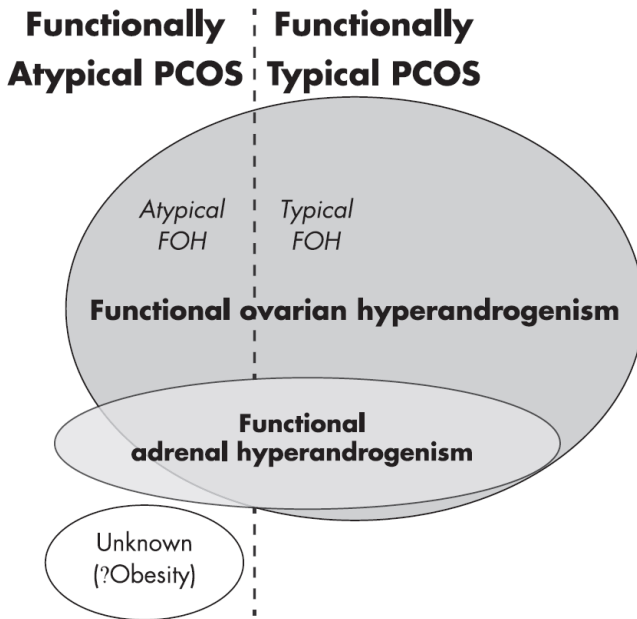 Functionally
Atypical PCOS
Functionally
Typical PCOS
Atypical
FOH
Typical
FOH
Functional ovarian hyperandrogenism
Functional
adrenal hyperandrogenism
Unknown
(?Obesity)